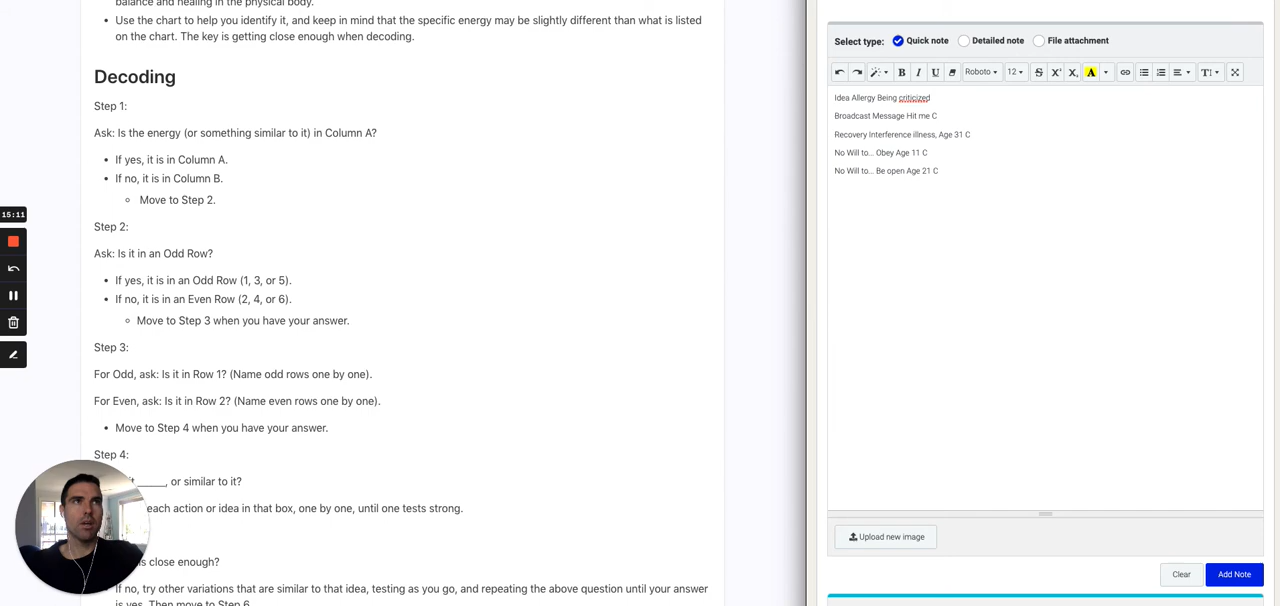 balance and healing in the physical body.
• Use the chart to help you identify it, and keep in mind that the specific energy may be slightly different than what is listed
on the chart. The key is getting close enough when decoding.
Decoding
Step 1:
Ask: Is the energy (or something similar to it) in Column A?
• If yes, it is in Column A.
• If no, it is in Column B.
◦ Move to Step 2.
Step 2:
Ask: Is it in an Odd Row?
• If yes, it is in an Odd Row (1, 3, or 5).
• If no, it is in an Even Row (2, 4, or 6).
◦ Move to Step 3 when you have your answer.
Step 3:
For Odd, ask: Is it in Row 1? (Name odd rows one by one).
For Even, ask: Is it in Row 2? (Name even rows one by one).
• Move to Step 4 when you have your answer.
Step 4:
_____, or similar to it?
each action or idea in that box, one by one, until one tests strong.
is close enough?
If no, try other variations that are similar to that idea, testing as you go, and repeating the above question until your answer
is yes. Then move to Step 6.
15:11
Select type: Quick note Detailed note File attachment
B I U Roboto 12 S X A T!
Idea Allergy Being criticized
Broadcast Message Hit me C
Recovery Interference illness, Age 31 C
No Will to... Obey Age 11 C
No Will to... Be open Age 21 C
Upload new image
Clear Add Note